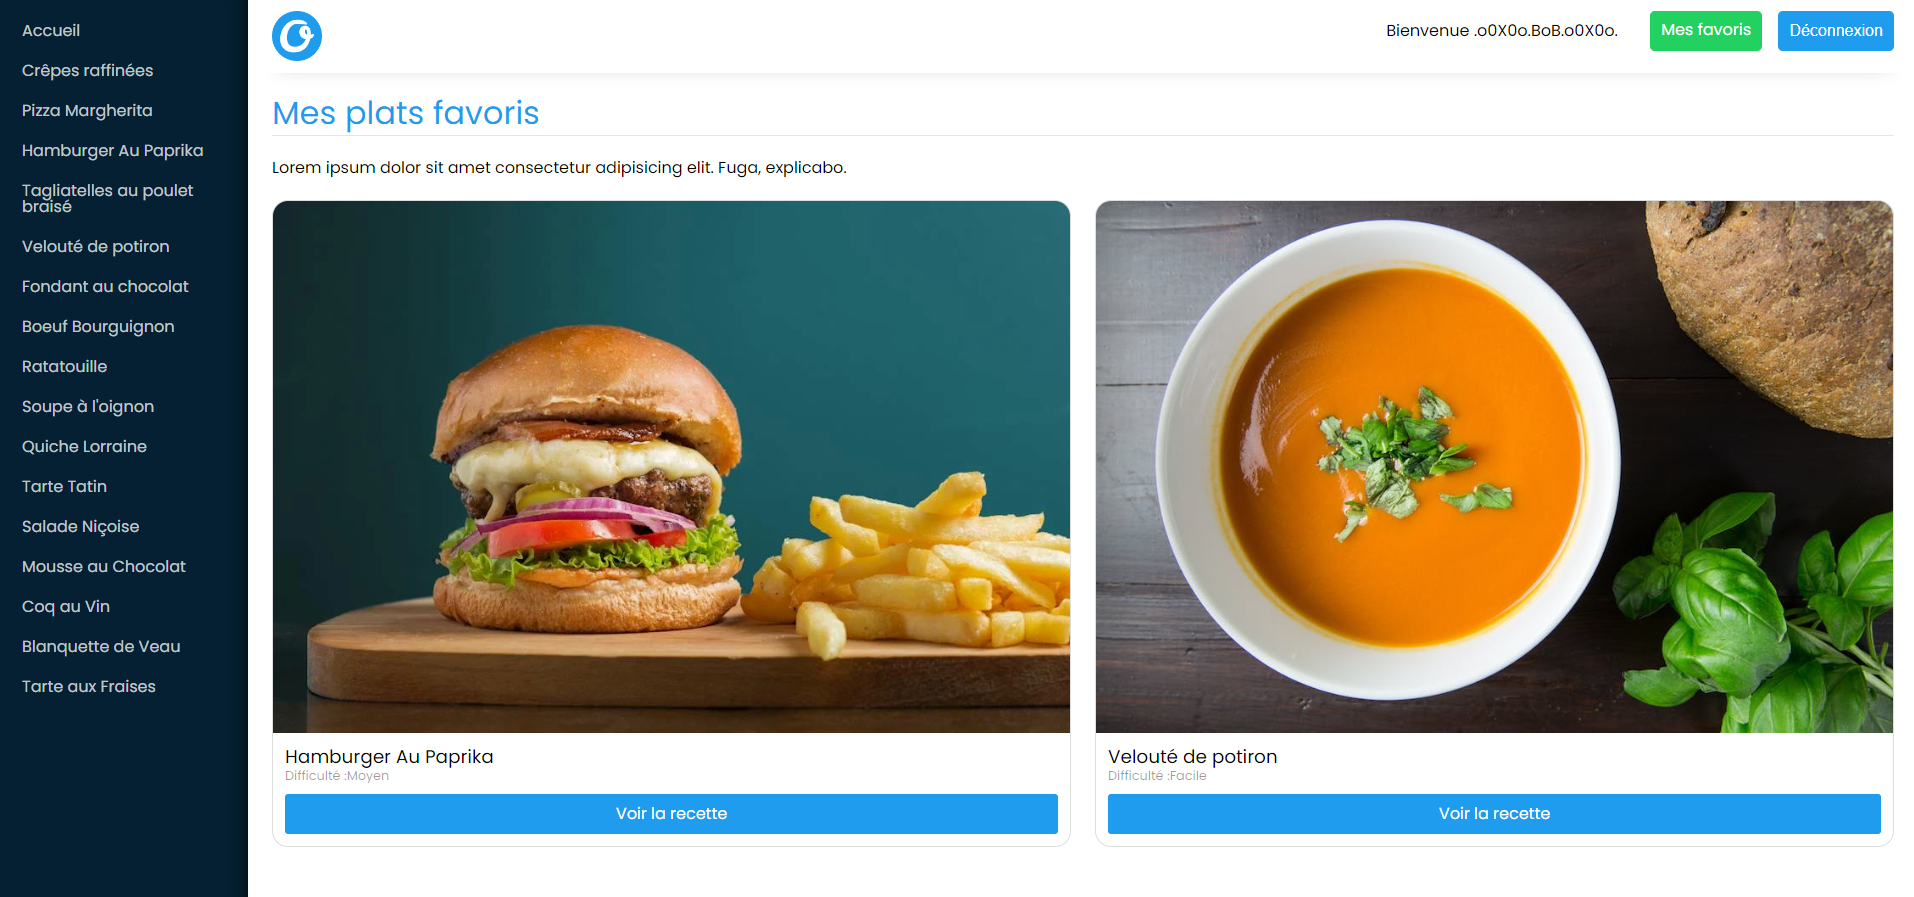 Accueil
Crêpes raffinées
Pizza Margherita
Hamburger Au Paprika
Tagliatelles au poulet
braisé
Velouté de potiron
Fondant au chocolat
Boeuf Bourguignon
Ratatouille
Soupe à l'oignon
Quiche Lorraine
Tarte Tatin
Salade Niçoise
Mousse au Chocolat
Coq au Vin
Blanquette de Veau
Tarte aux Fraises
Bienvenue .o0X0o.BoB.o0X0o.
Mes favoris
Déconnexion
Mes plats favoris
Lorem ipsum dolor sit amet consectetur adipisicing elit. Fuga, explicabo.
Hamburger Au Paprika
Difficulté :Moyen
Voir la recette
Velouté de potiron
Difficulté :Facile
Voir la recette